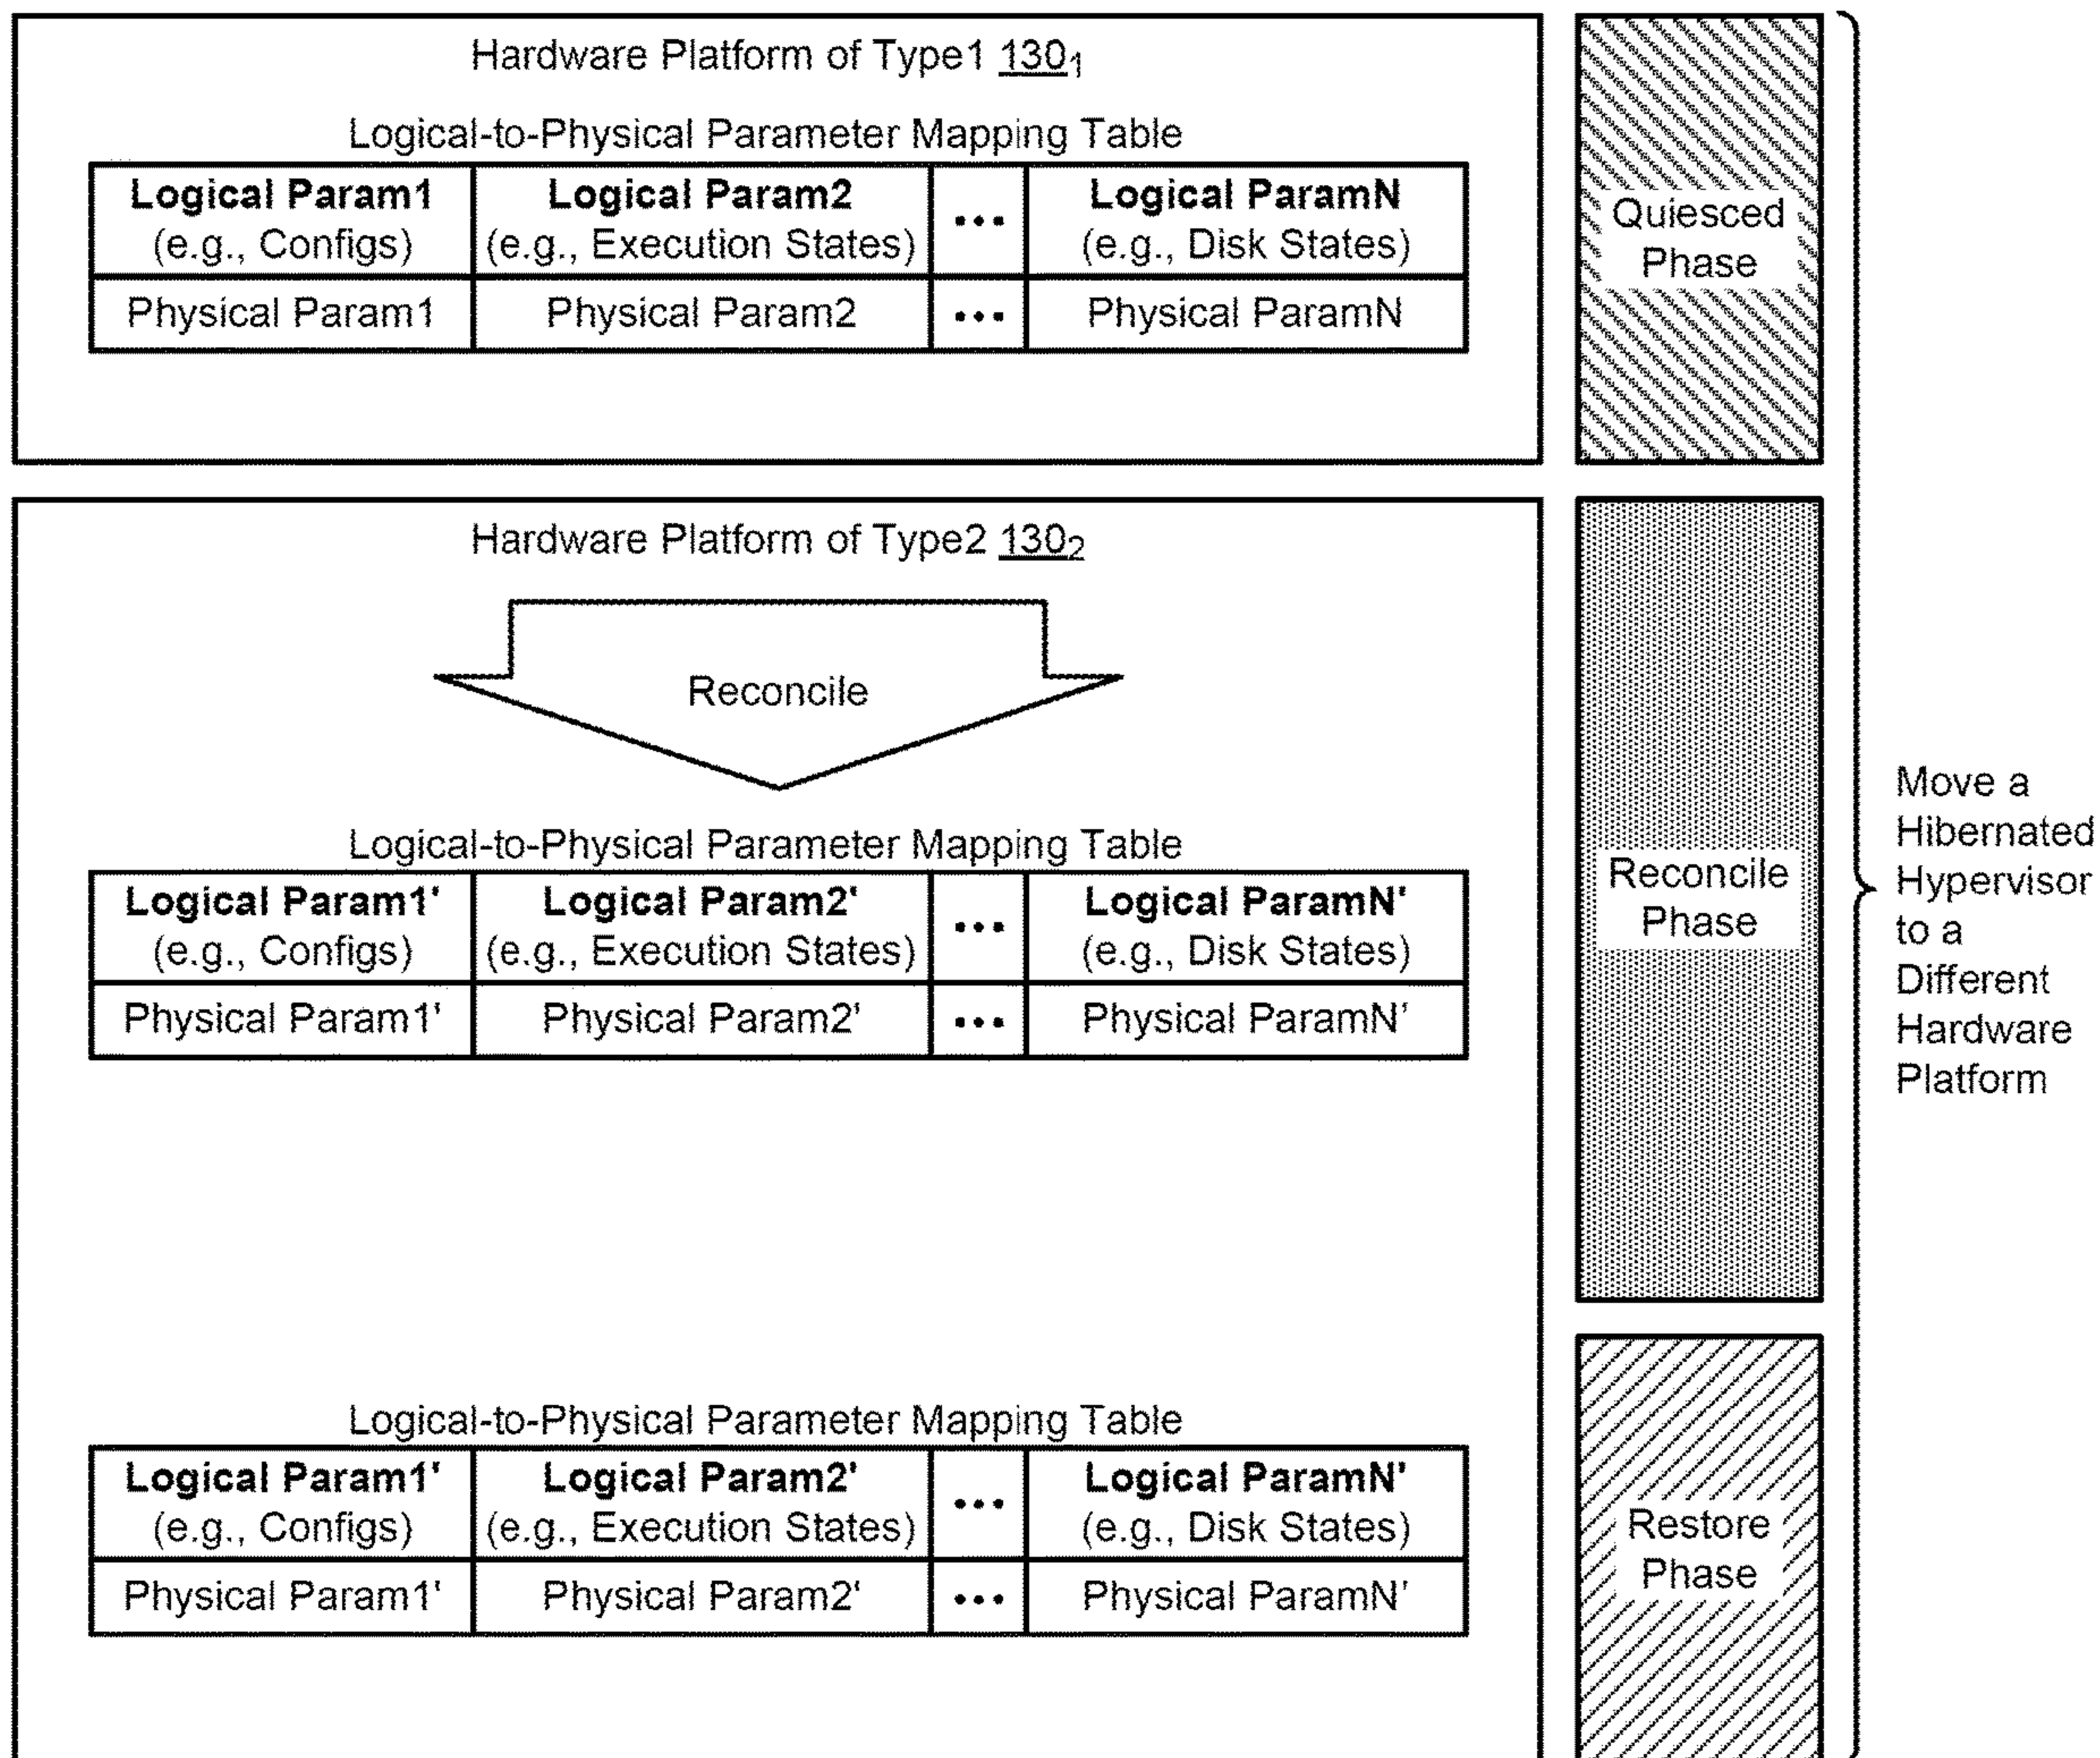 Hardware Platform of Type1 130₁
Logical-to-Physical Parameter Mapping Table
Logical Param1 Logical Param2 ... Logical ParamN
(e.g., Configs) (e.g., Execution States) (e.g., Disk States)
Physical Param1 Physical Param2 ... Physical ParamN
Quiesced
Phase
Hardware Platform of Type2 130₂
Reconcile
Logical-to-Physical Parameter Mapping Table
Logical Param1' Logical Param2' ... Logical ParamN'
(e.g., Configs) (e.g., Execution States) (e.g., Disk States)
Physical Param1' Physical Param2' ... Physical ParamN'
Reconcile
Phase
Logical-to-Physical Parameter Mapping Table
Logical Param1' Logical Param2' ... Logical ParamN'
(e.g., Configs) (e.g., Execution States) (e.g., Disk States)
Physical Param1' Physical Param2' ... Physical ParamN'
Restore
Phase
Move a
Hibernated
Hypervisor
to a
Different
Hardware
Platform